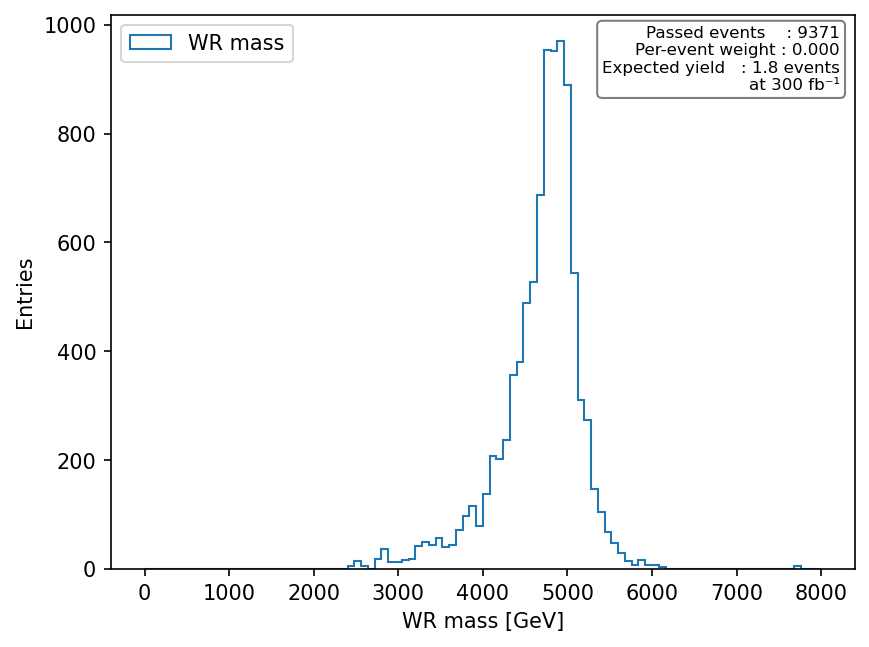 WR mass
Passed events    : 9371
Per-event weight : 0.000
Expected yield   : 1.8 events
at 300 fb⁻¹
1000
800
600
400
200
0
Entries
0 1000 2000 3000 4000 5000 6000 7000 8000
WR mass [GeV]